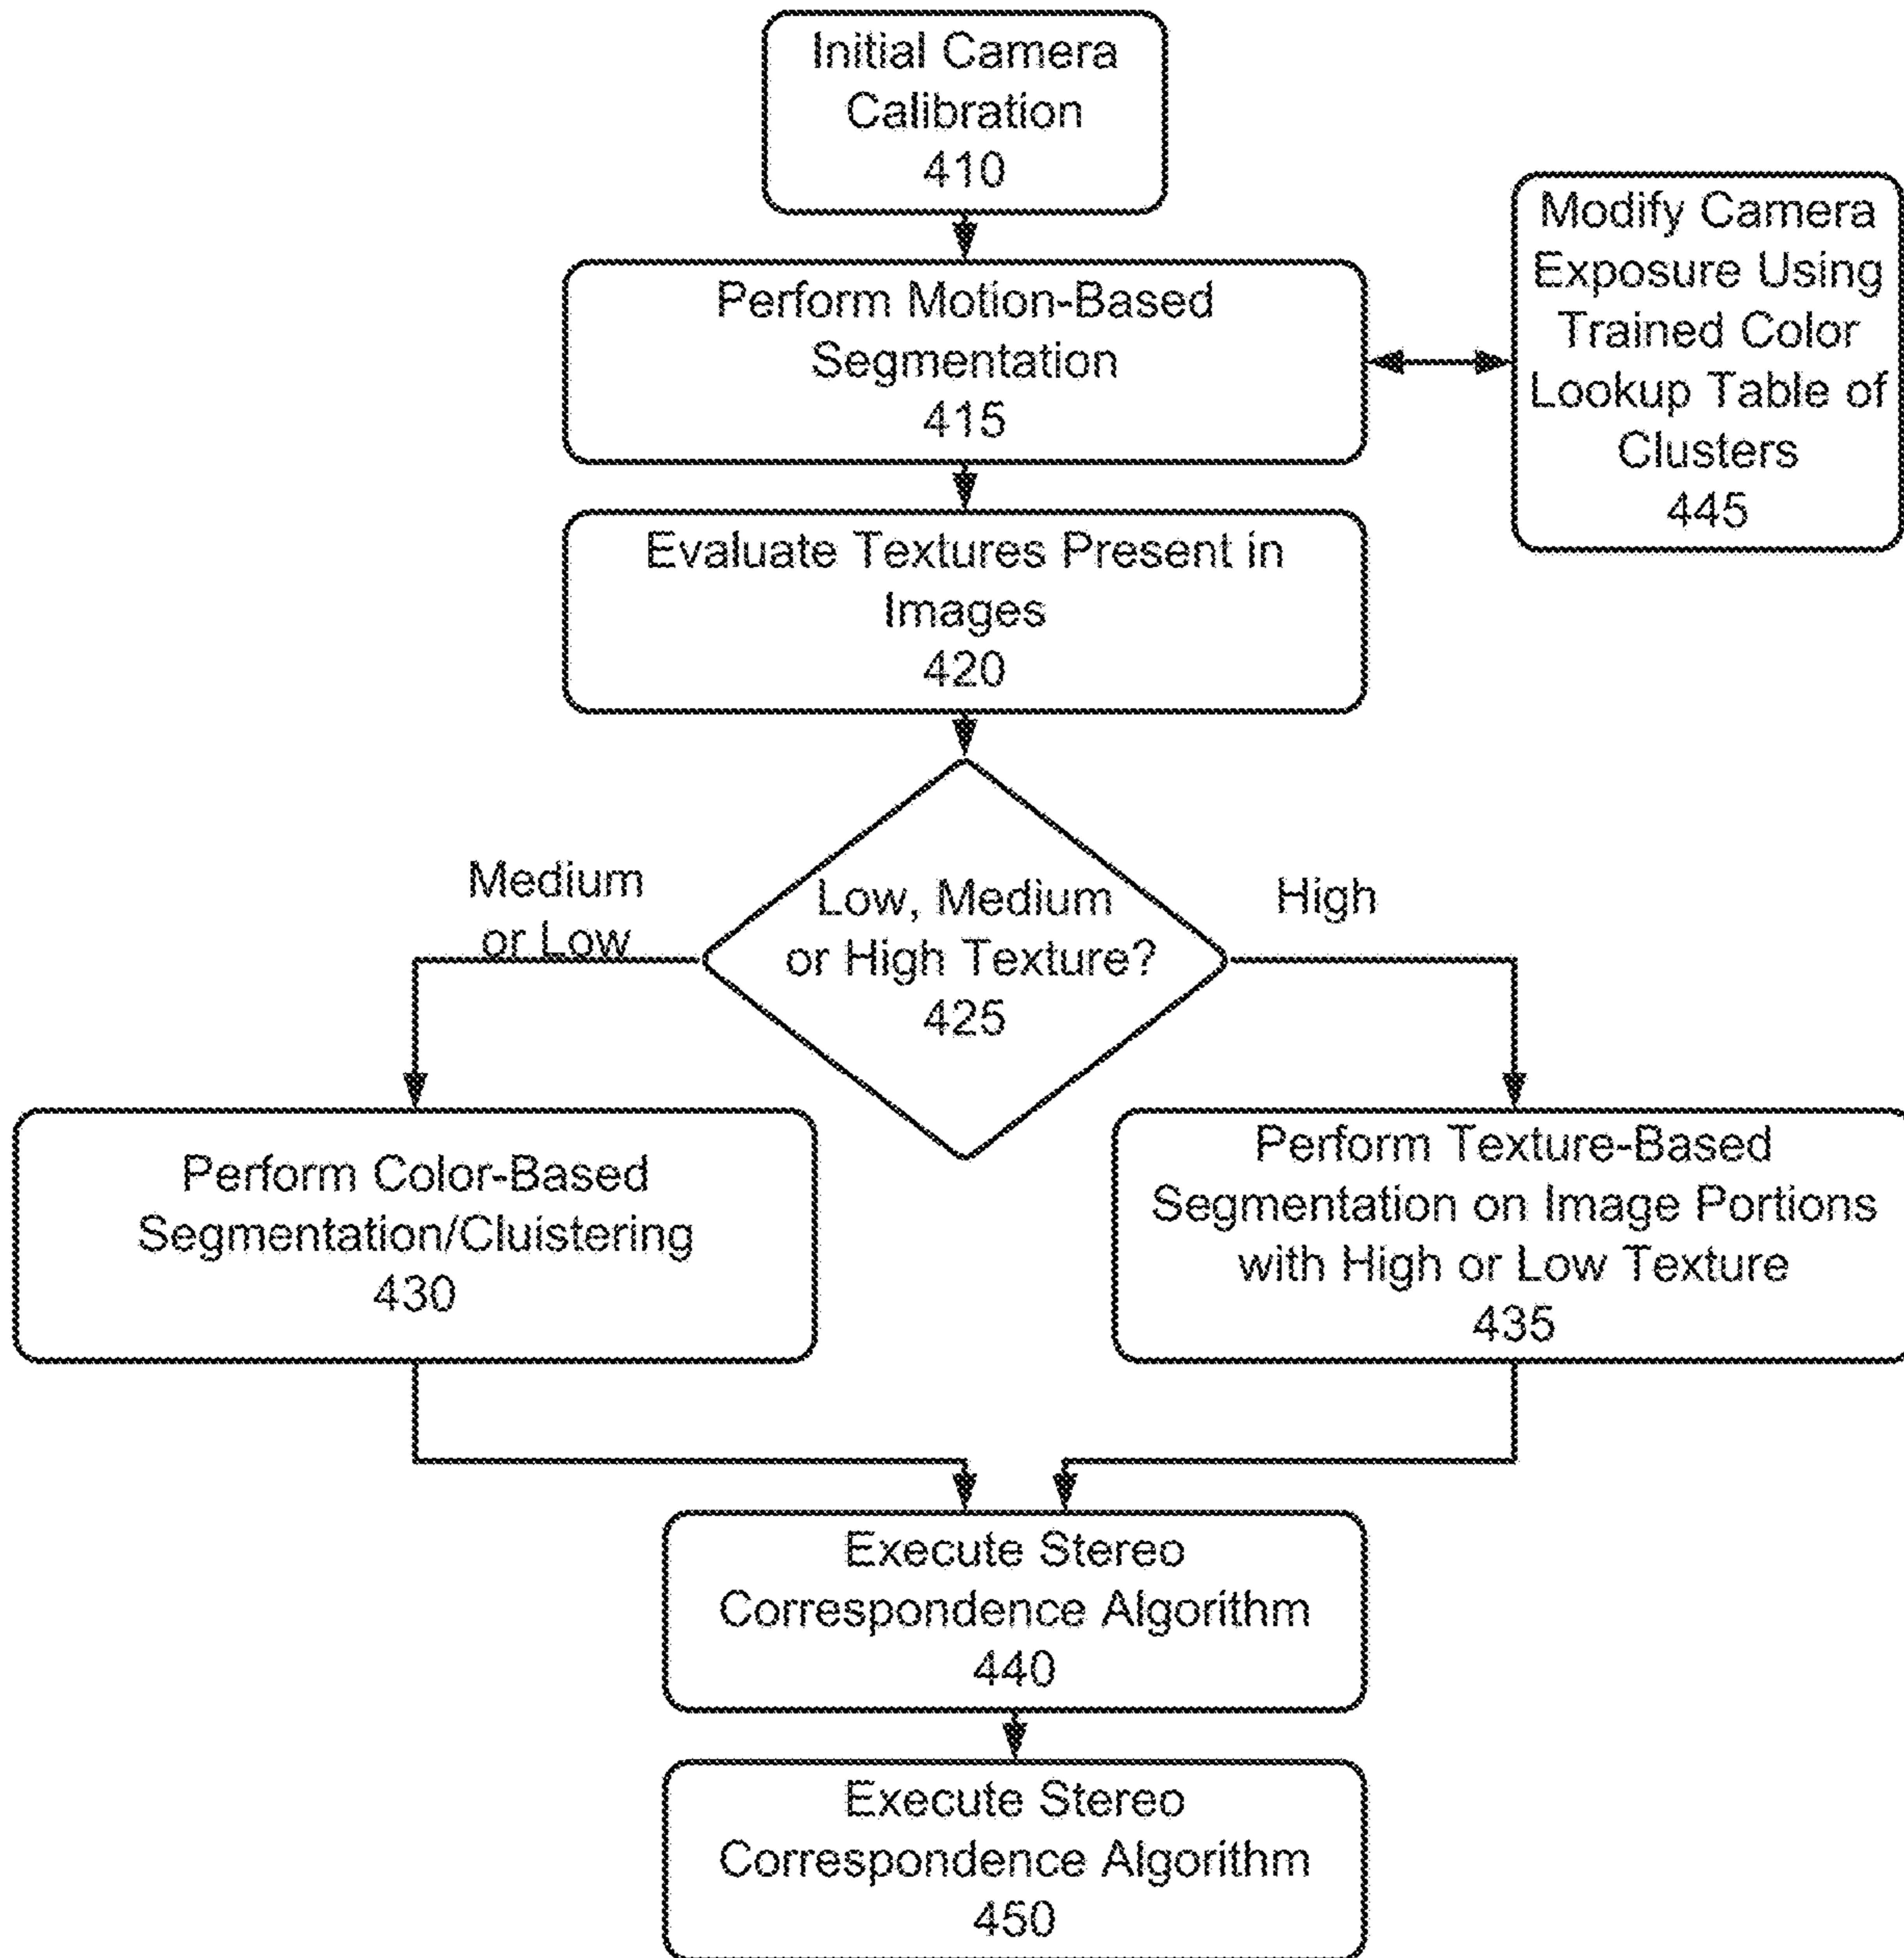 Initial Camera
Calibration
410
Modify Camera
Exposure Using
Trained Color
Lookup Table of
Clusters
445
Perform Motion-Based
Segmentation
415
Evaluate Textures Present in
Images
420
Medium
or Low
Low, Medium
or High Texture?
425
High
Perform Color-Based
Segmentation/Cluistering
430
Perform Texture-Based
Segmentation on Image Portions
with High or Low Texture
435
Execute Stereo
Correspondence Algorithm
440
Execute Stereo
Correspondence Algorithm
450